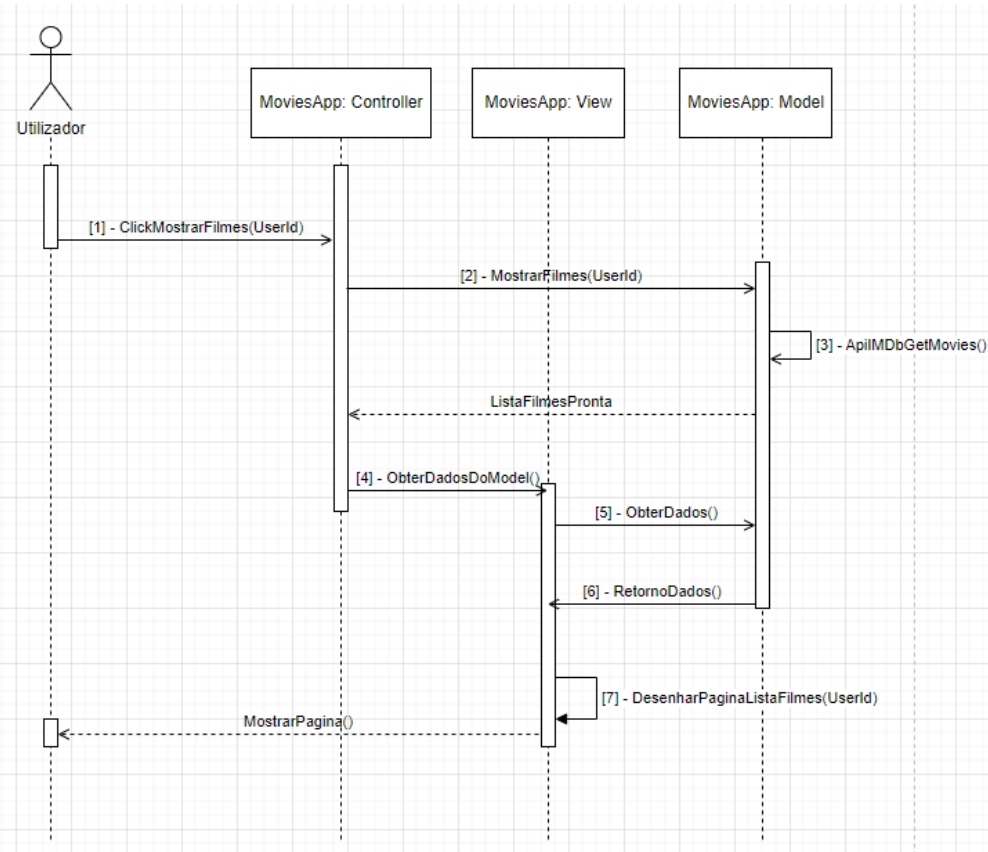 Utilizador
MoviesApp: Controller
MoviesApp: View
MoviesApp: Model
[1] - ClickMostrarFilmes(UserId)
[2] - MostrarFilmes(UserId)
[3] - ApiIMDbGetMovies()
ListaFilmesPronta
[4] - ObterDadosDoModel()
[5] - ObterDados()
[6] - RetornoDados()
[7] - DesenharPaginaListaFilmes(UserId)
MostrarPagina()